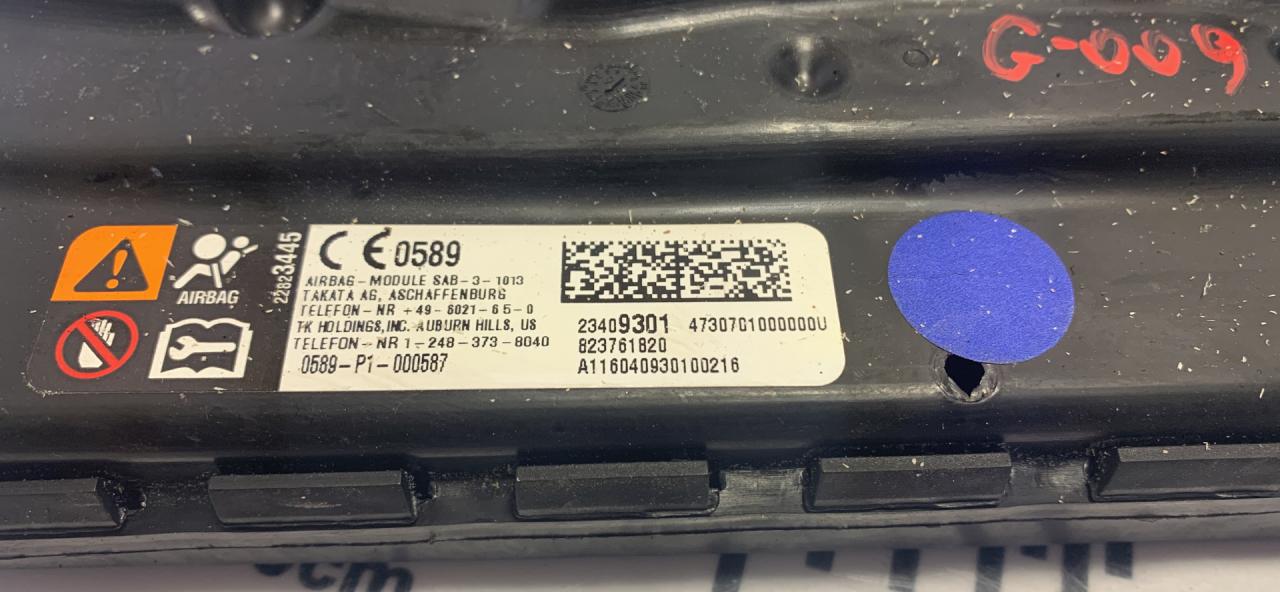 G-009
AIRBAG
22823445
CE 0589
AIRBAG-MODULE SAB-3-1013
TAKATA AG, ASCHAFFENBURG
TELEFON-NR +49-6021-65-0
TK HOLDINGS, INC. AUBURN HILLS, US
TELEFON-NR 1-248-373-8040
0589-P1-000587
23409301 4730701000000U
823761820
A116040930100216
cm